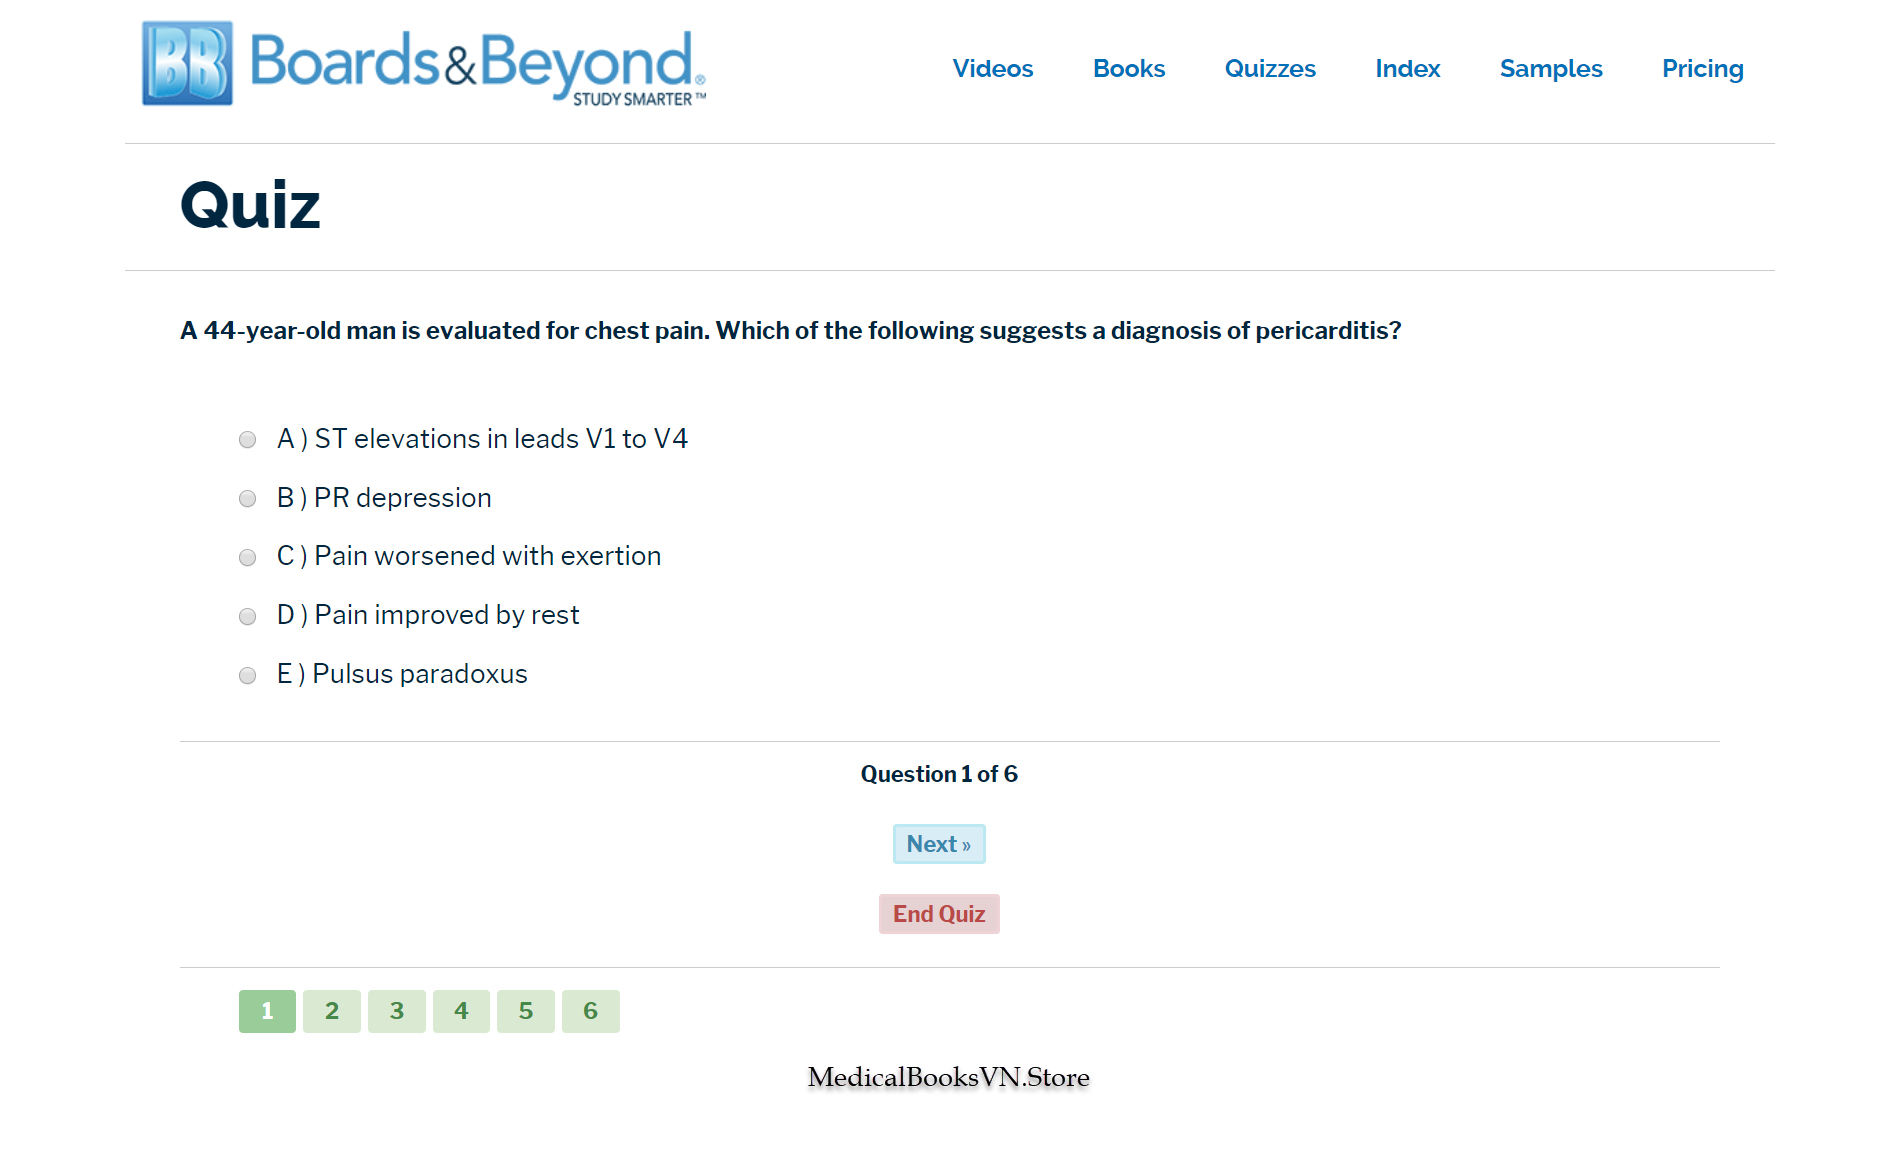 BB Boards&Beyond®
STUDY SMARTER™
Videos Books Quizzes Index Samples Pricing
Quiz
A 44-year-old man is evaluated for chest pain. Which of the following suggests a diagnosis of pericarditis?
A ) ST elevations in leads V1 to V4
B ) PR depression
C ) Pain worsened with exertion
D ) Pain improved by rest
E ) Pulsus paradoxus
Question 1 of 6
Next »
End Quiz
1 2 3 4 5 6
MedicalBooksVN.Store